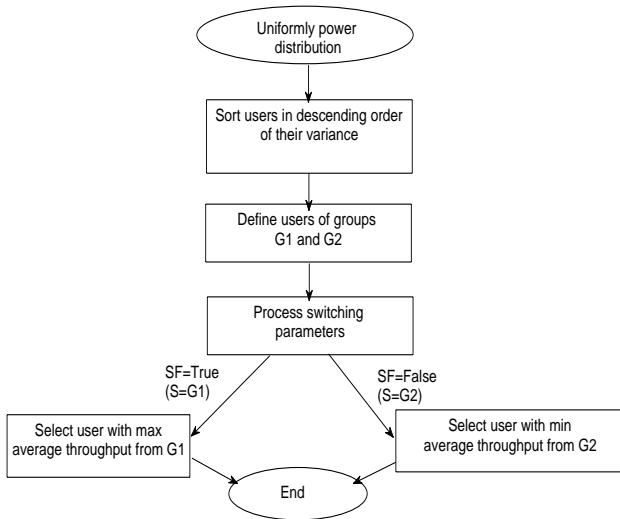 Uniformly power
distribution
Sort users in descending order
of their variance
Define users of groups
G1 and G2
Process switching
parameters
SF=True
(S=G1)
SF=False
(S=G2)
Select user with max
average throughput from G1
Select user with min
average throughput from G2
End